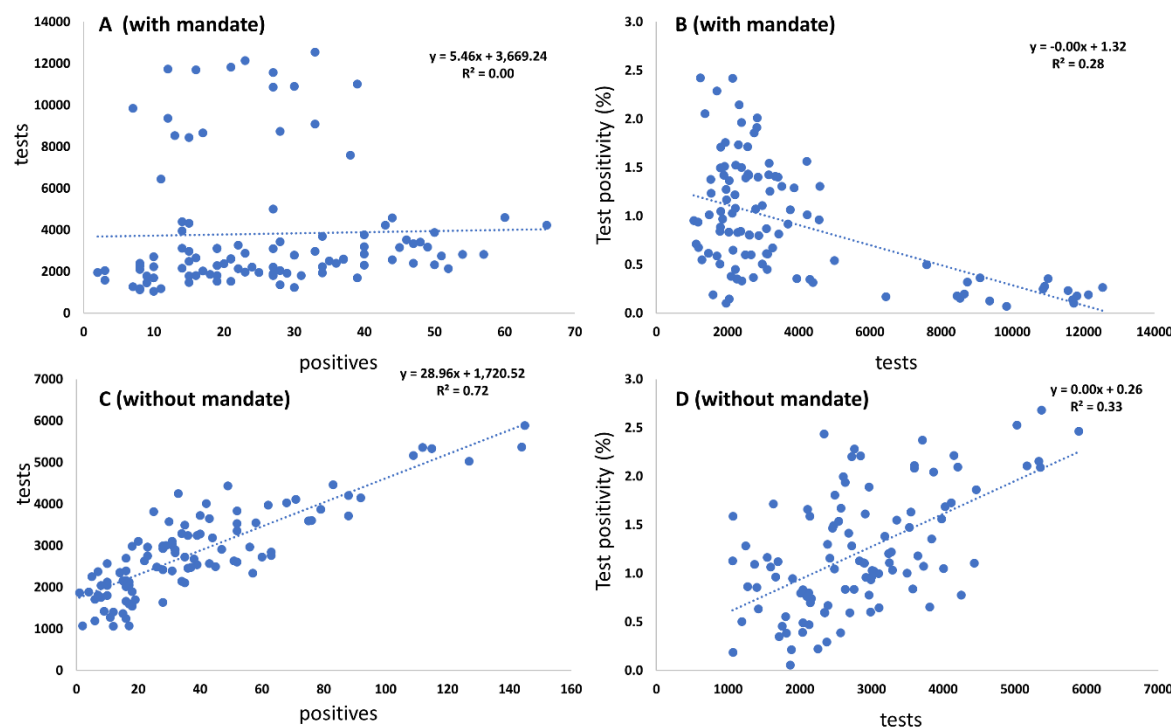 A (with mandate)
y = 5.46x + 3,669.24
R² = 0.00
tests
14000
12000
10000
8000
6000
4000
2000
0
0 10 20 30 40 50 60 70
positives
B (with mandate)
y = -0.00x + 1.32
R² = 0.28
Test positivity (%)
3.0
2.5
2.0
1.5
1.0
0.5
0.0
0 2000 4000 6000 8000 10000 12000 14000
tests
C (without mandate)
y = 28.96x + 1,720.52
R² = 0.72
tests
7000
6000
5000
4000
3000
2000
1000
0
0 20 40 60 80 100 120 140 160
positives
D (without mandate)
y = 0.00x + 0.26
R² = 0.33
Test positivity (%)
3.0
2.5
2.0
1.5
1.0
0.5
0.0
0 1000 2000 3000 4000 5000 6000 7000
tests